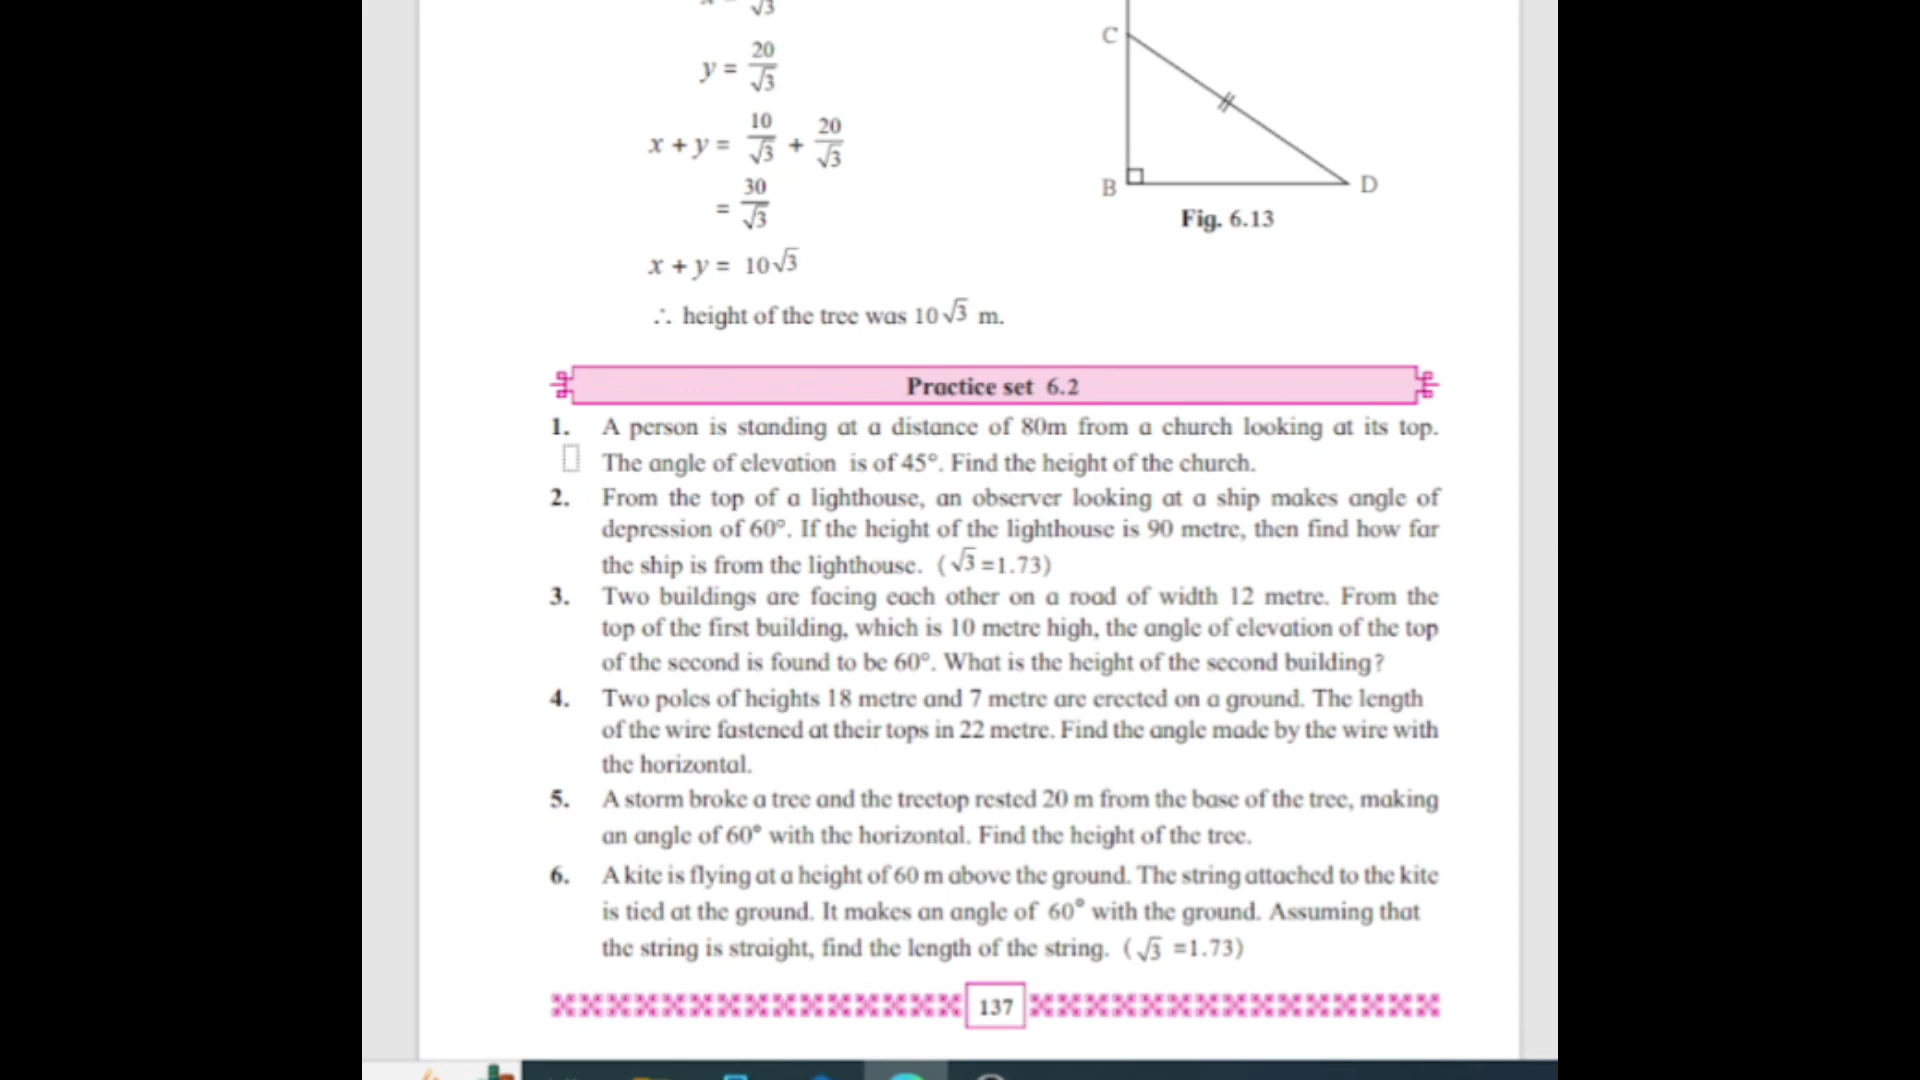 y = 20/√3
x + y = 10/√3 + 20/√3
= 30/√3
x + y = 10√3
∴ height of the tree was 10√3 m.
C
B
D
Fig. 6.13
Practice set 6.2
1. A person is standing at a distance of 80m from a church looking at its top.
The angle of elevation is of 45°. Find the height of the church.
2. From the top of a lighthouse, an observer looking at a ship makes angle of
depression of 60°. If the height of the lighthouse is 90 metre, then find how far
the ship is from the lighthouse. (√3 =1.73)
3. Two buildings are facing each other on a road of width 12 metre. From the
top of the first building, which is 10 metre high, the angle of elevation of the top
of the second is found to be 60°. What is the height of the second building?
4. Two poles of heights 18 metre and 7 metre are erected on a ground. The length
of the wire fastened at their tops in 22 metre. Find the angle made by the wire with
the horizontal.
5. A storm broke a tree and the treetop rested 20 m from the base of the tree, making
an angle of 60° with the horizontal. Find the height of the tree.
6. A kite is flying at a height of 60 m above the ground. The string attached to the kite
is tied at the ground. It makes an angle of 60° with the ground. Assuming that
the string is straight, find the length of the string. (√3 =1.73)
137